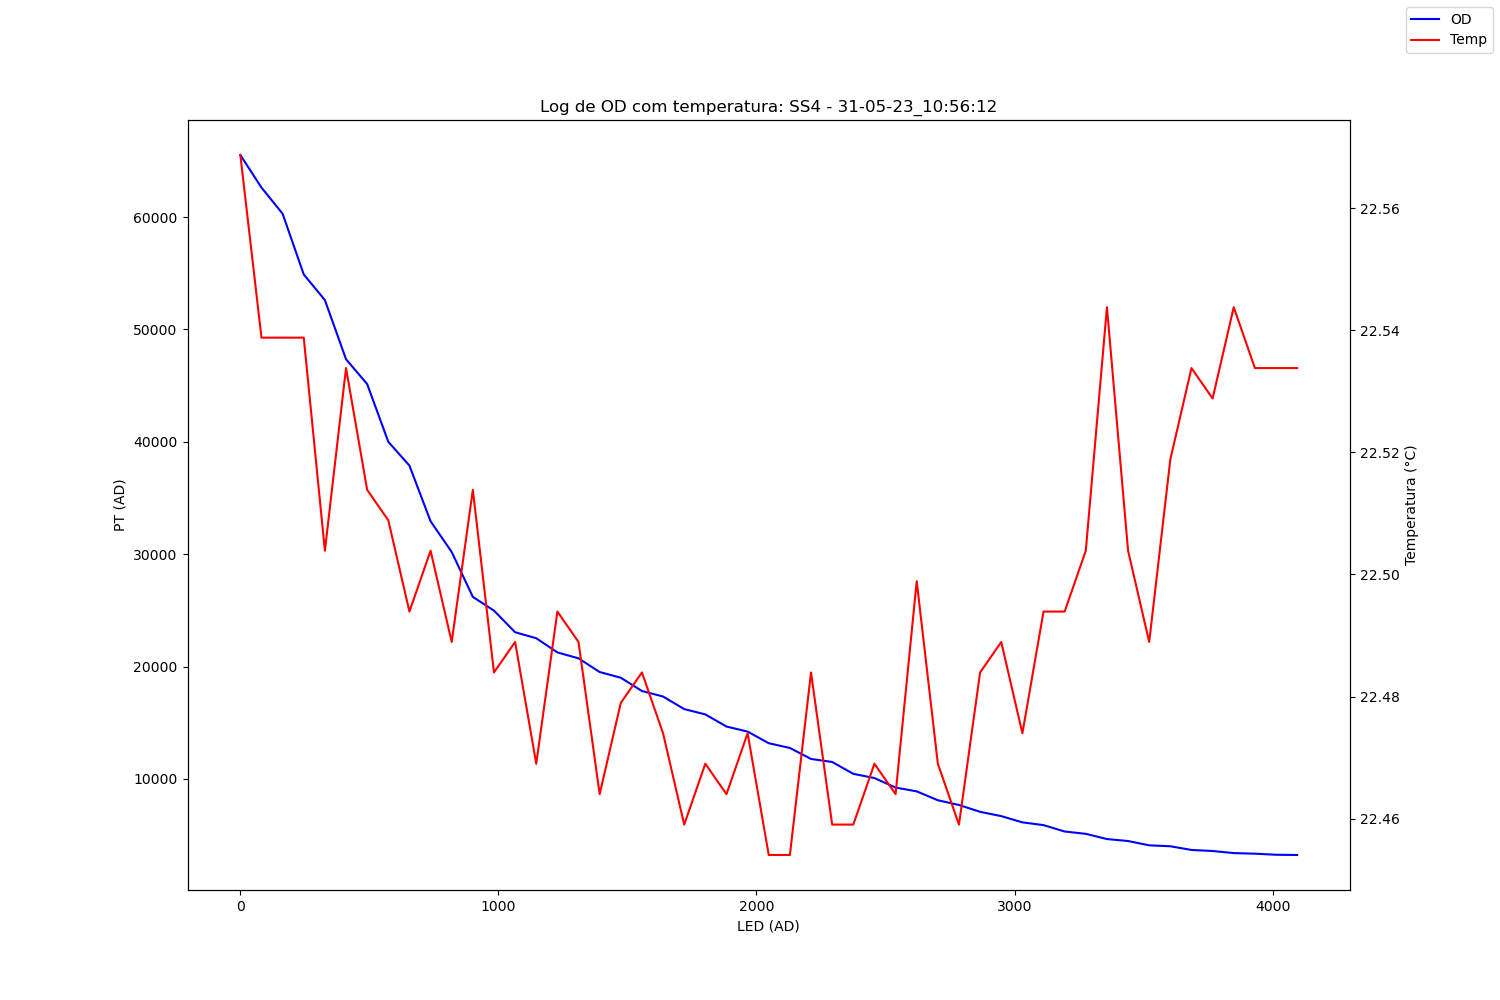 OD
Temp
Log de OD com temperatura: SS4 - 31-05-23_10:56:12
60000
50000
40000
30000
20000
10000
PT (AD)
22.56
22.54
22.52
22.50
22.48
22.46
Temperatura (°C)
0 1000 2000 3000 4000
LED (AD)